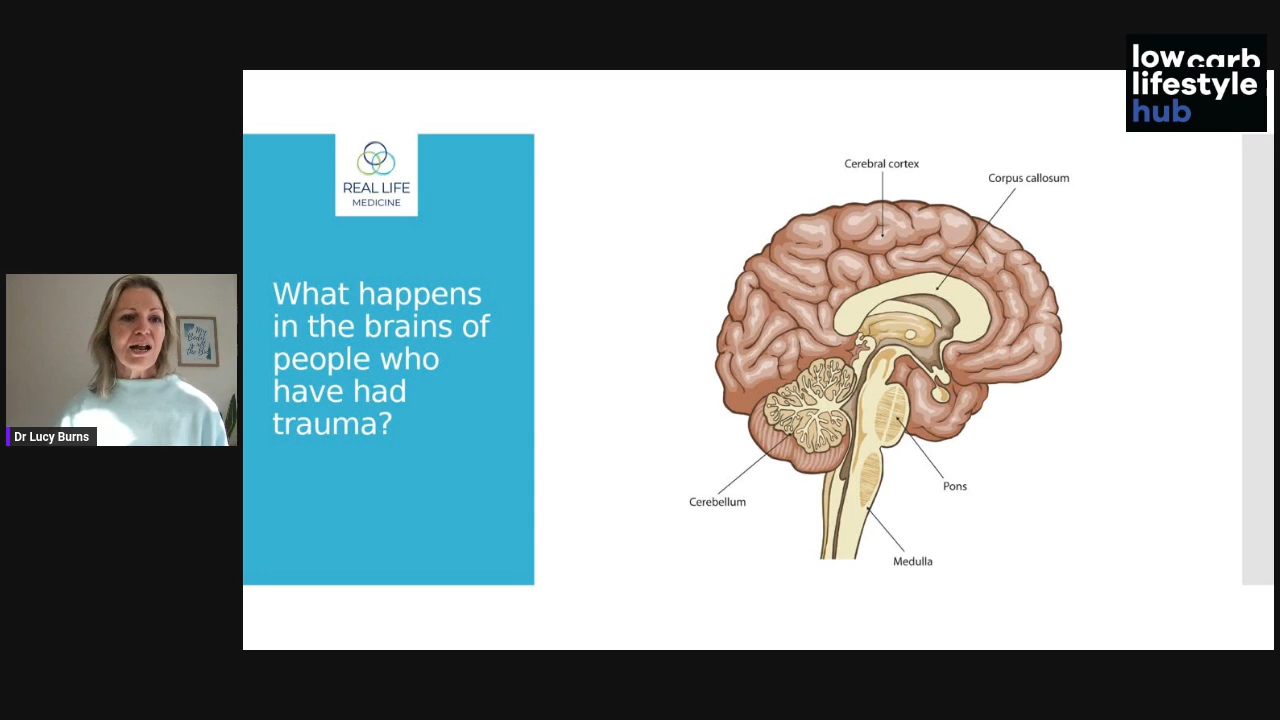 low carb
lifestyle
hub
REAL LIFE
MEDICINE
What happens
in the brains of
people who
have had
trauma?
Cerebral cortex
Corpus callosum
Cerebellum
Pons
Medulla
Dr Lucy Burns
My